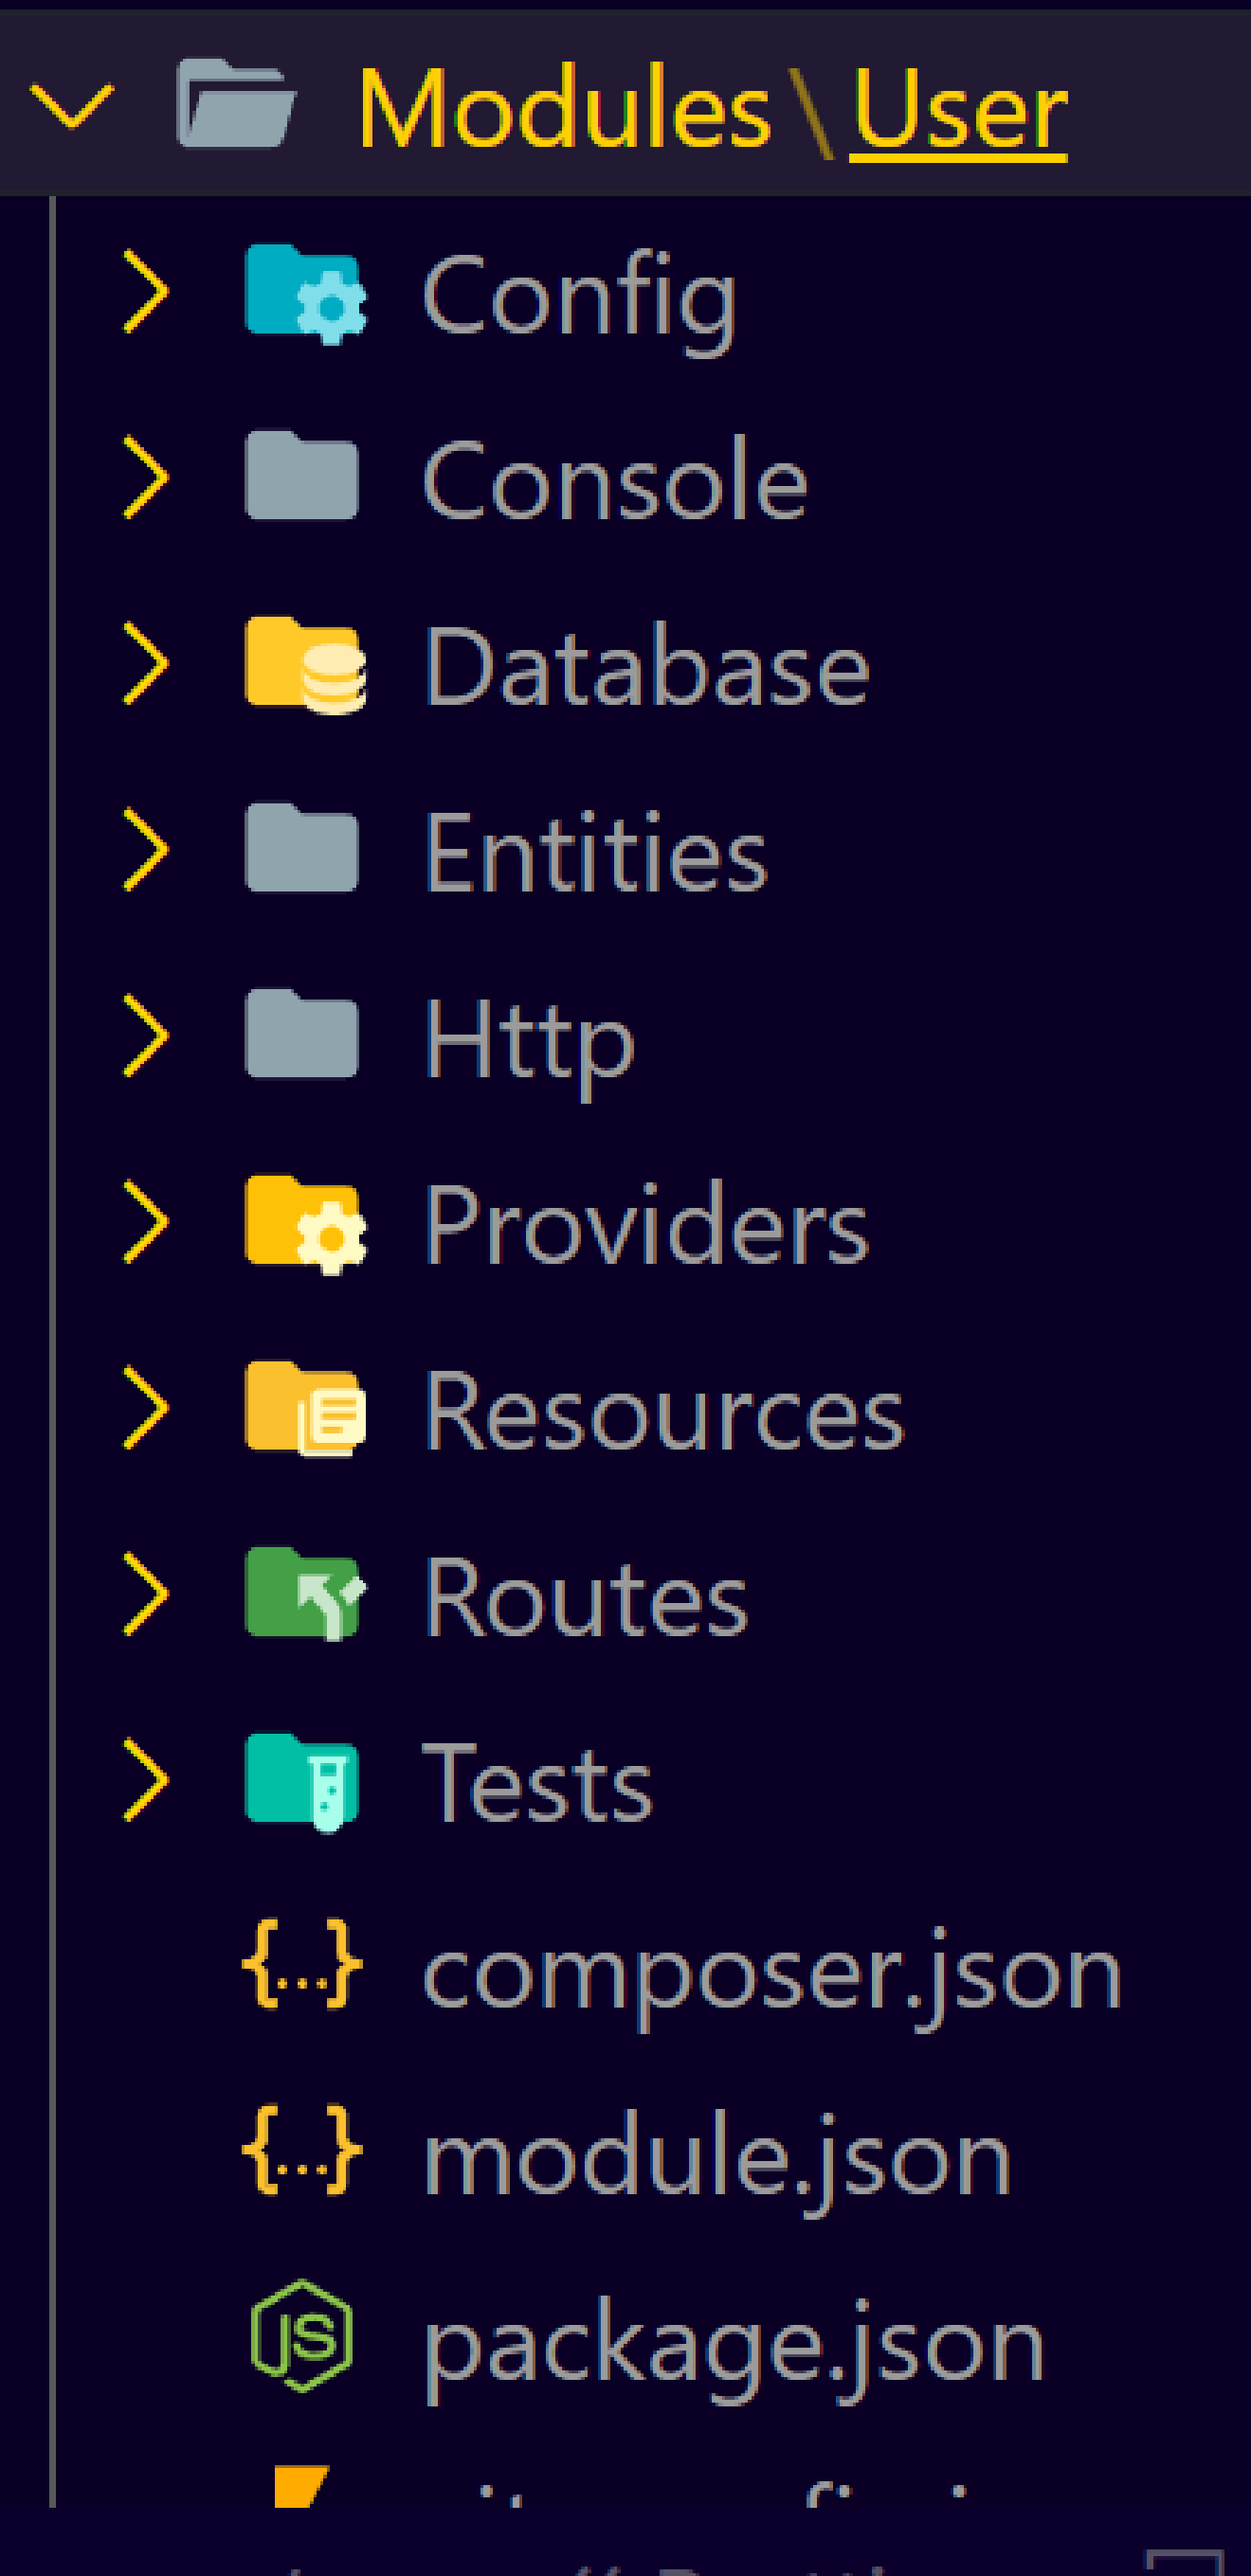 Modules \ User
Config
Console
Database
Entities
Http
Providers
Resources
Routes
Tests
composer.json
module.json
package.json